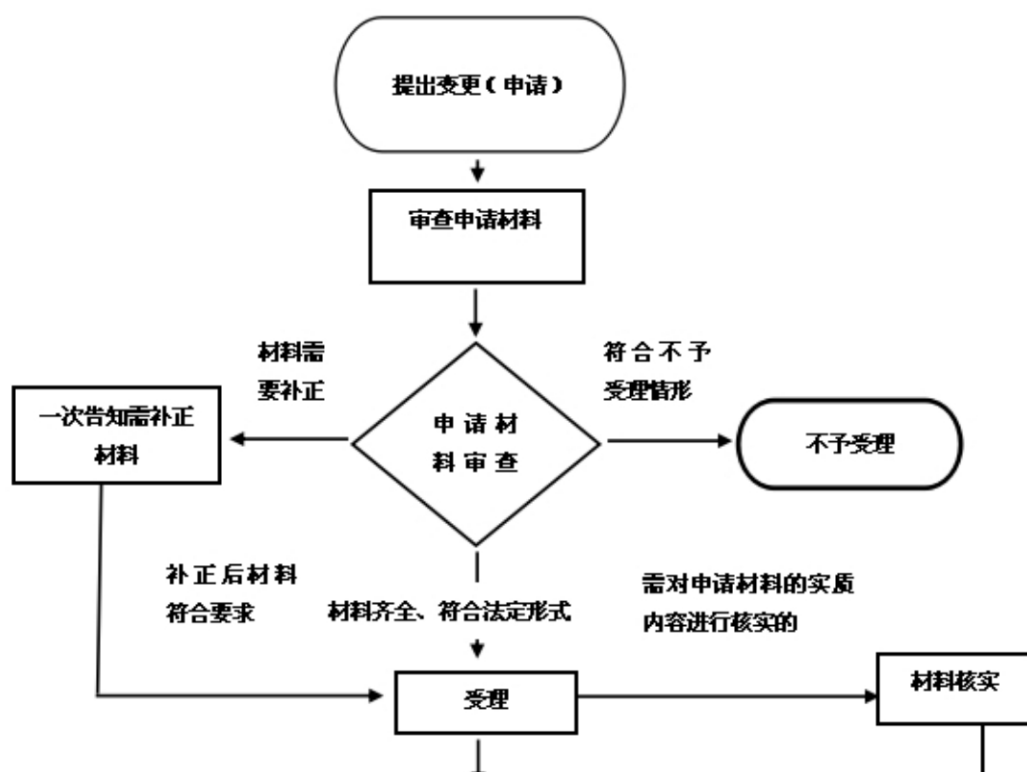 提出变更（申请）
审查申请材料
材料需
要补正
符合不予
受理情形
一次告知需补正
材料
申请材
料审查
不予受理
补正后材料
符合要求
材料齐全、符合法定形式
需对申请材料的实质
内容进行核实的
受理
材料核实